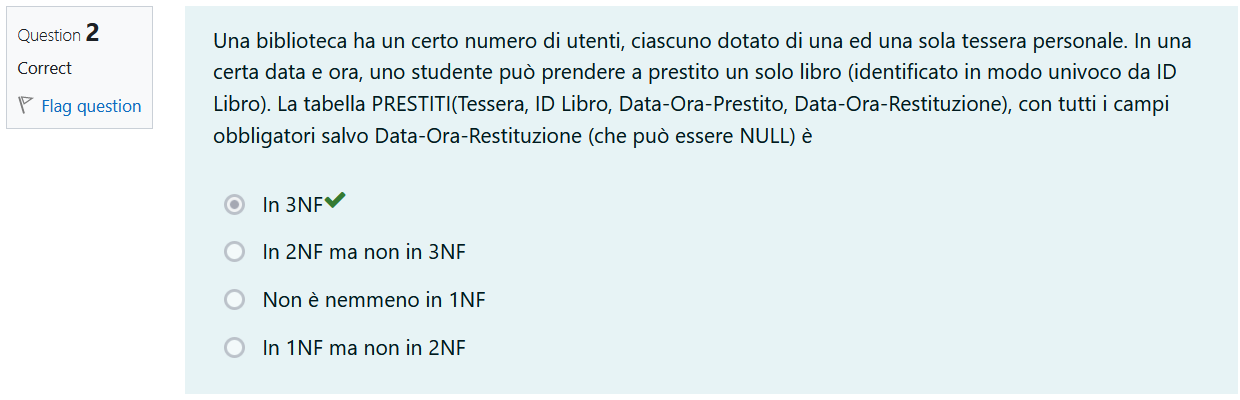 Question 2
Correct
Flag question
Una biblioteca ha un certo numero di utenti, ciascuno dotato di una ed una sola tessera personale. In una
certa data e ora, uno studente può prendere a prestito un solo libro (identificato in modo univoco da ID
Libro). La tabella PRESTITI(Tessera, ID Libro, Data-Ora-Prestito, Data-Ora-Restituzione), con tutti i campi
obbligatori salvo Data-Ora-Restituzione (che può essere NULL) è
In 3NF
In 2NF ma non in 3NF
Non è nemmeno in 1NF
In 1NF ma non in 2NF